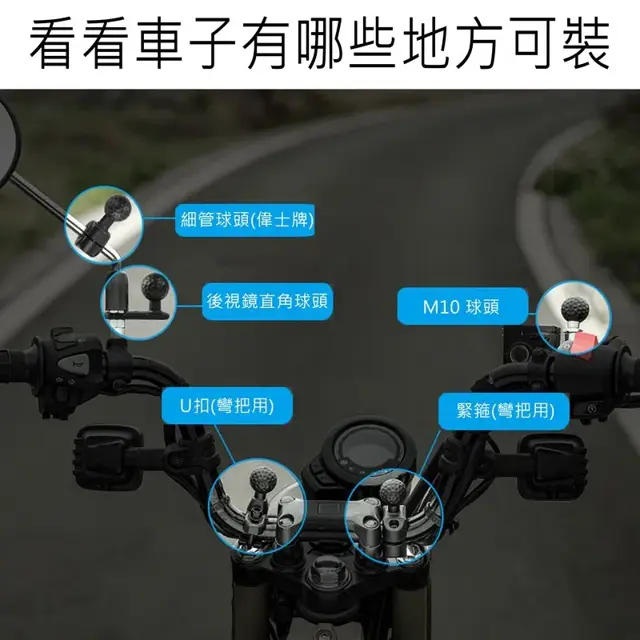 看看車子有哪些地方可裝
細管球頭(偉士牌)
後視鏡直角球頭
M10 球頭
U扣(彎把用)
緊箍(彎把用)